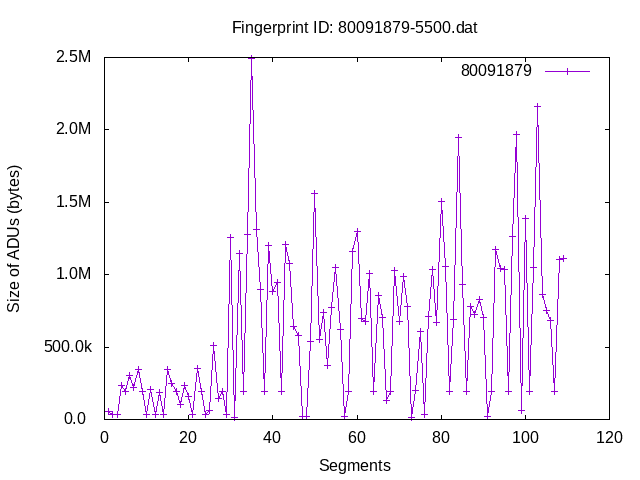 Fingerprint ID: 80091879-5500.dat
80091879
2.5M
2.0M
1.5M
1.0M
500.0k
0.0
Size of ADUs (bytes)
0 20 40 60 80 100 120
Segments